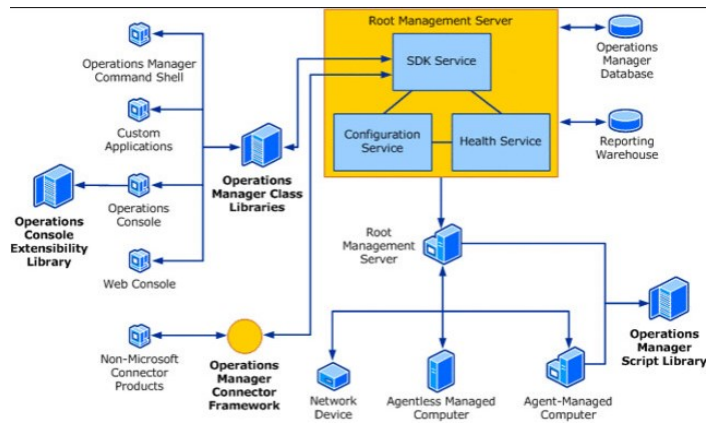 Root Management Server
SDK Service
Configuration
Service
Health Service
Operations
Manager
Database
Reporting
Warehouse
Operations Manager
Command Shell
Custom
Applications
Operations
Console
Web Console
Operations
Console
Extensibility
Library
Operations
Manager Class
Libraries
Root
Management
Server
Non-Microsoft
Connector
Products
Operations
Manager
Connector
Framework
Network
Device
Agentless Managed
Computer
Agent-Managed
Computer
Operations
Manager
Script Library